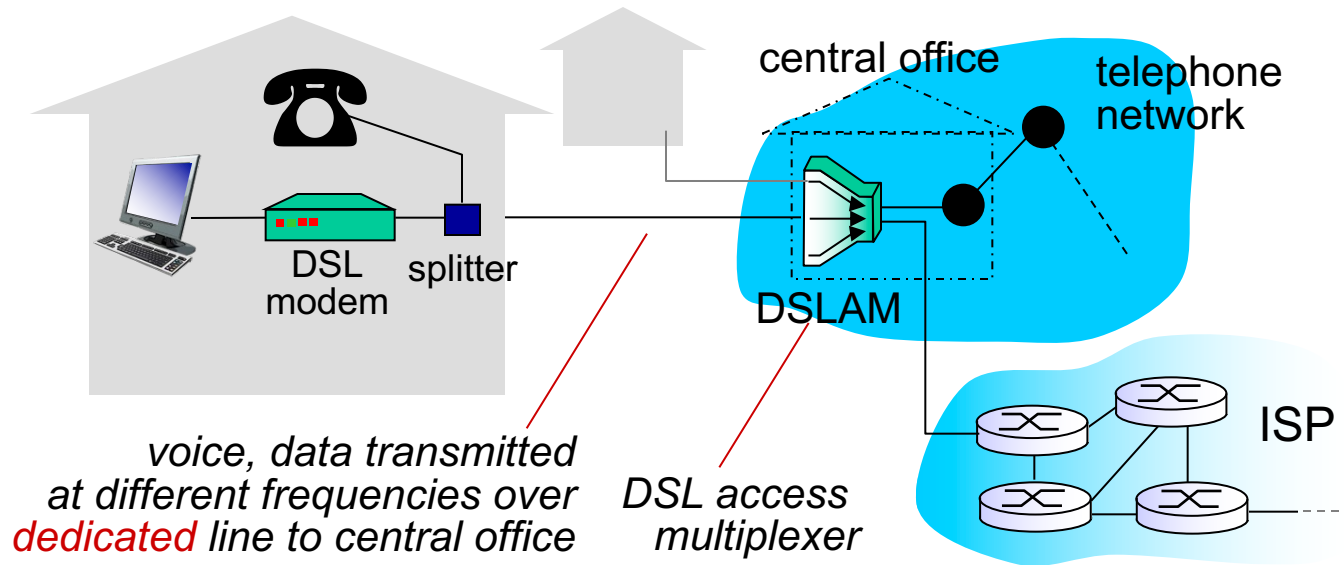 central office
telephone
network
DSL
modem
splitter
DSLAM
ISP
voice, data transmitted
at different frequencies over
dedicated line to central office
DSL access
multiplexer